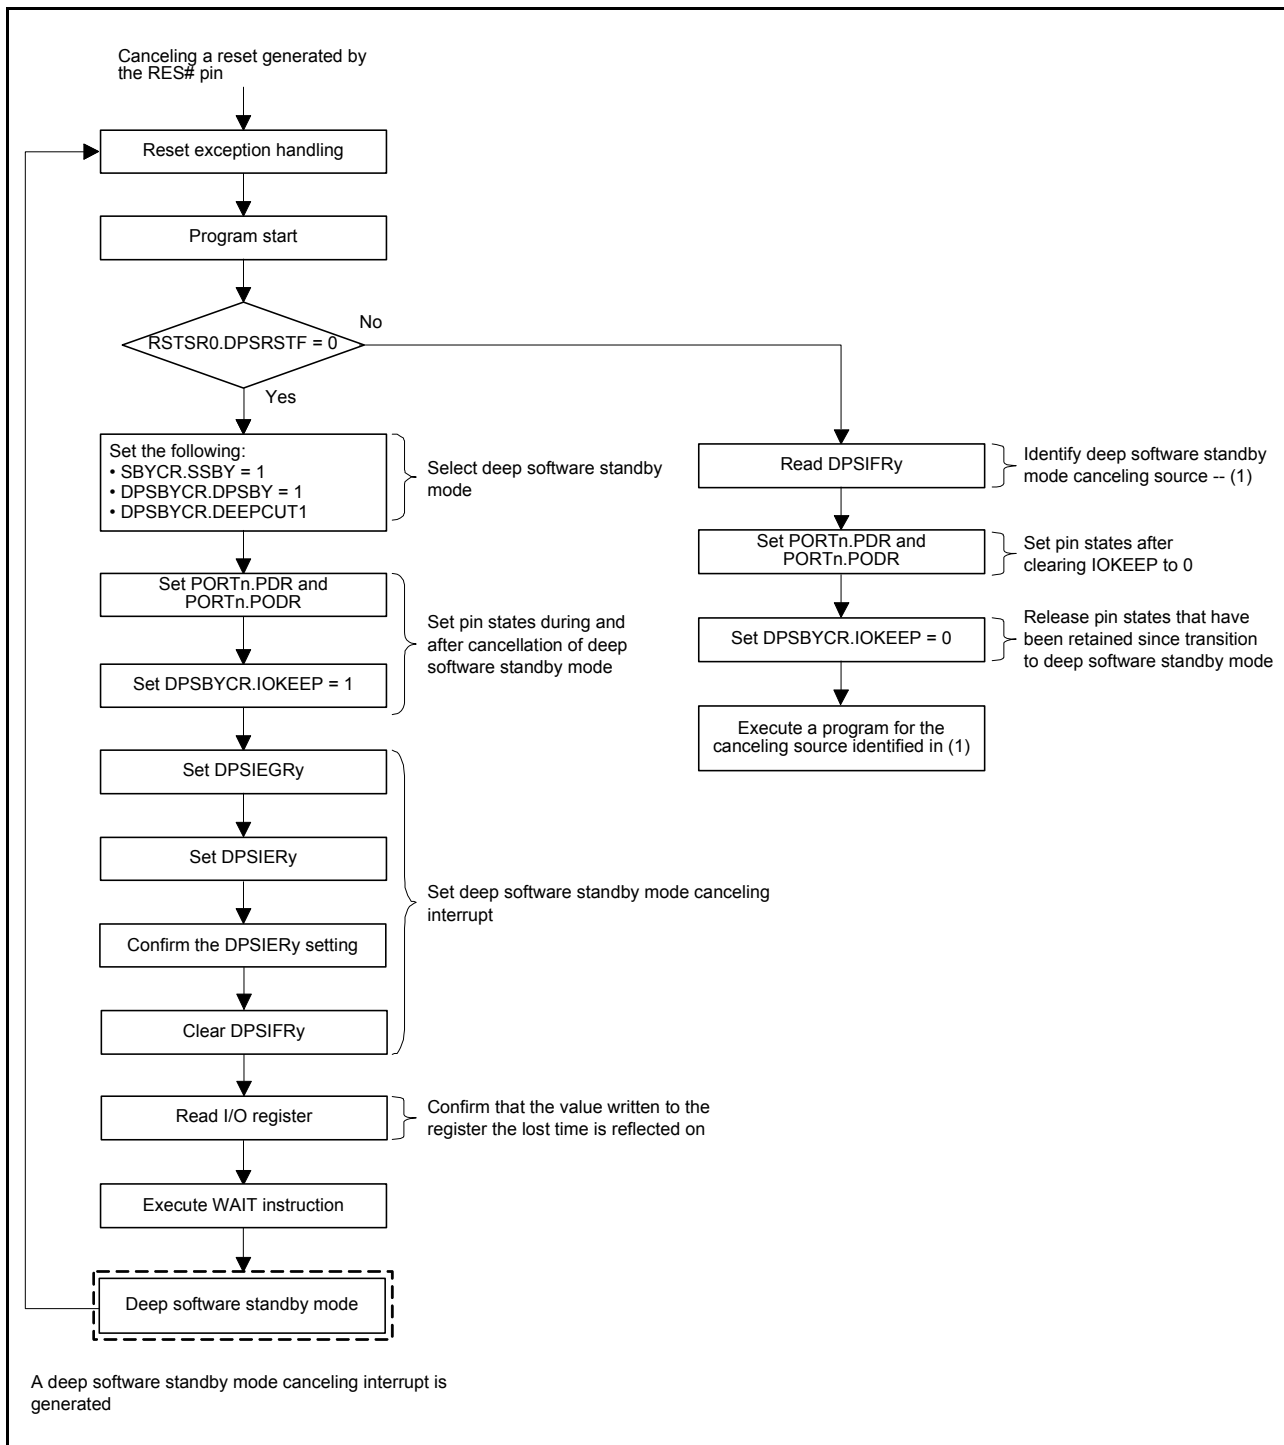 Canceling a reset generated by
the RES# pin
Reset exception handling
Program start
RSTSR0.DPSRSTF = 0
No
Yes
Set the following:
• SBYCR.SSBY = 1
• DPSBYCR.DPSBY = 1
• DPSBYCR.DEEPCUT1
Select deep software standby
mode
Set PORTn.PDR and
PORTn.PODR
Set DPSBYCR.IOKEEP = 1
Set pin states during and
after cancellation of deep
software standby mode
Set DPSIEGRy
Set DPSIERy
Confirm the DPSIERy setting
Clear DPSIFRy
Set deep software standby mode canceling
interrupt
Read I/O register
Confirm that the value written to the
register the lost time is reflected on
Execute WAIT instruction
Deep software standby mode
A deep software standby mode canceling interrupt is
generated
Read DPSIFRy
Identify deep software standby
mode canceling source -- (1)
Set PORTn.PDR and
PORTn.PODR
Set pin states after
clearing IOKEEP to 0
Set DPSBYCR.IOKEEP = 0
Release pin states that have
been retained since transition
to deep software standby mode
Execute a program for the
canceling source identified in (1)